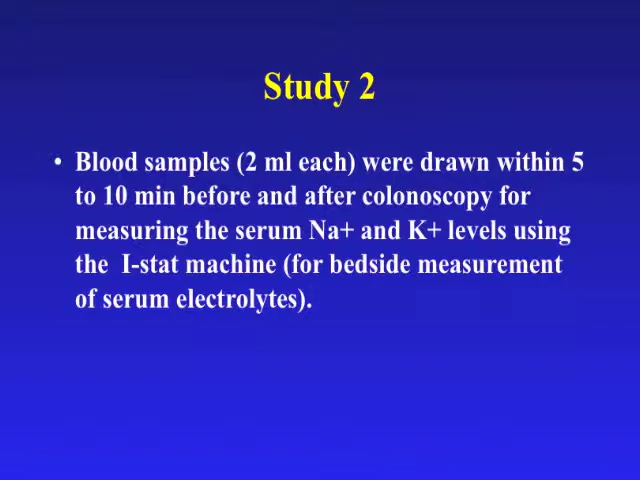 Study 2
• Blood samples (2 ml each) were drawn within 5
to 10 min before and after colonoscopy for
measuring the serum Na+ and K+ levels using
the  I-stat machine (for bedside measurement
of serum electrolytes).